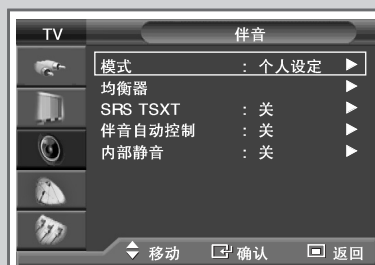 TV
伴音
模式 : 个人设定
均衡器
SRS TSXT : 关
伴音自动控制 : 关
内部静音 : 关
移动 确认 返回